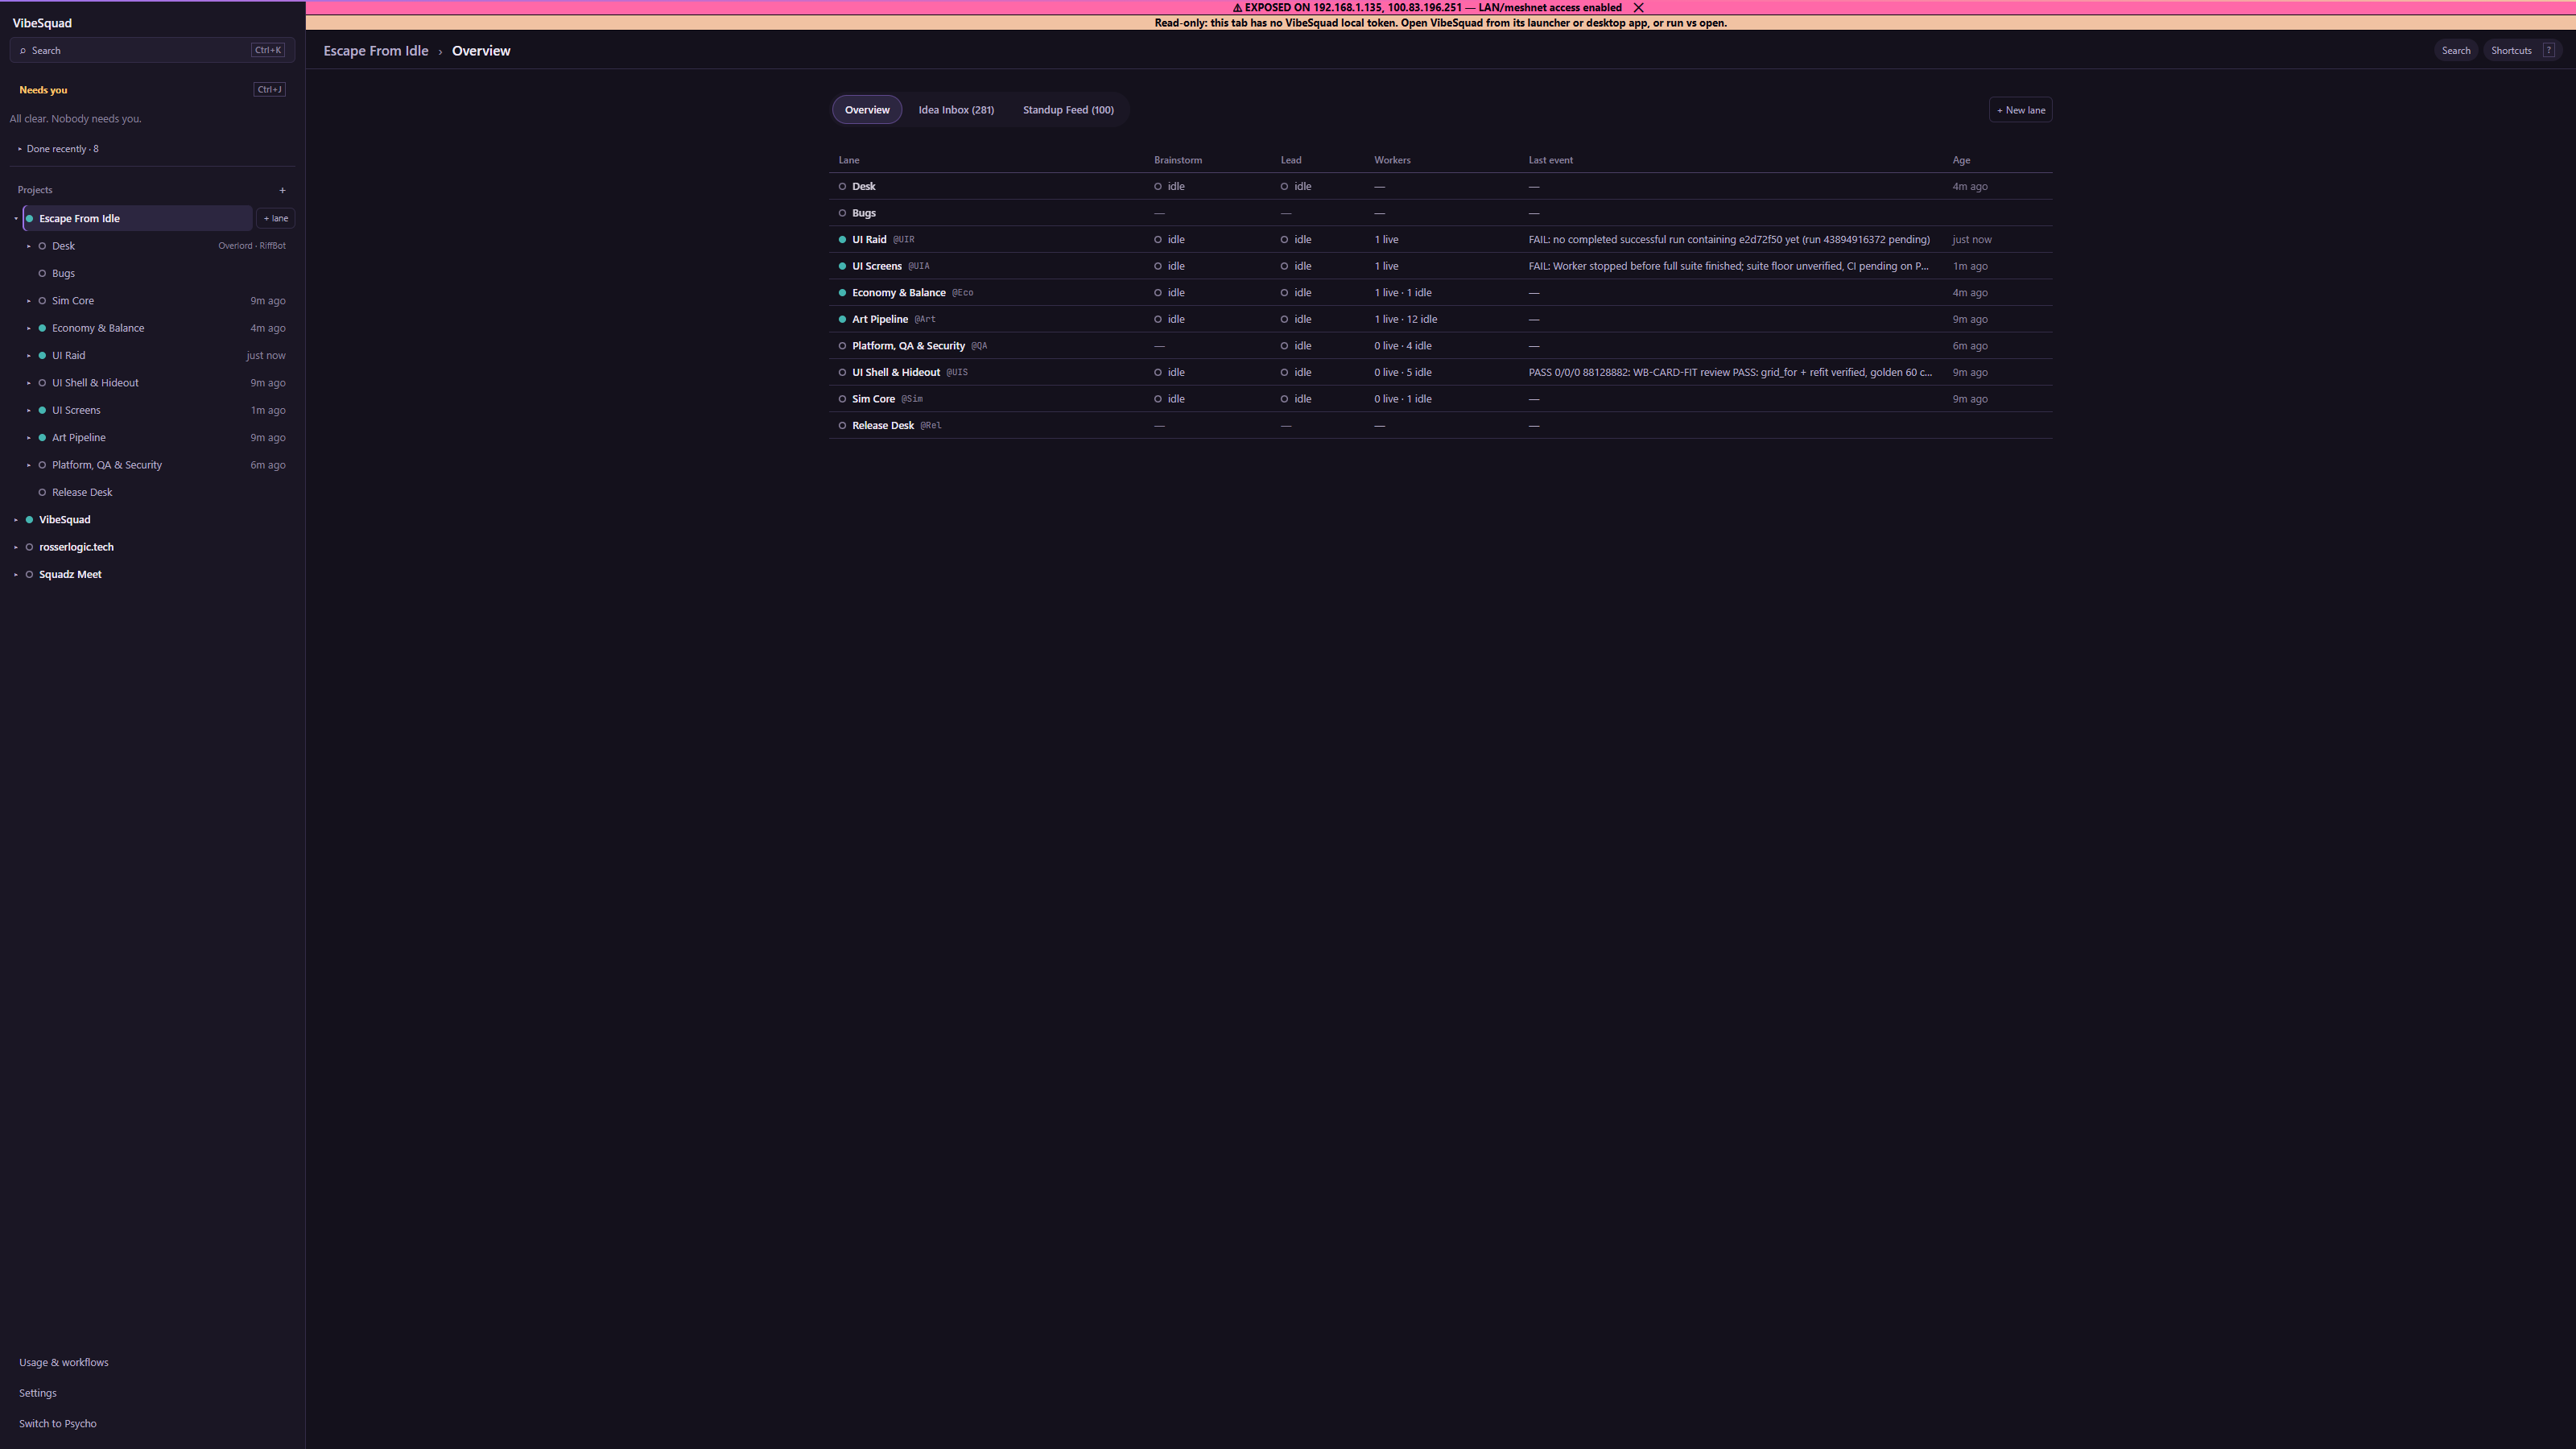 VibeSquad
Search Ctrl+K
Needs you Ctrl+J
All clear. Nobody needs you.
Done recently · 8
Projects +
Escape From Idle + lane
Desk Overlord · RiffBot
Bugs
Sim Core 9m ago
Economy & Balance 4m ago
UI Raid just now
UI Shell & Hideout 9m ago
UI Screens 1m ago
Art Pipeline 9m ago
Platform, QA & Security 6m ago
Release Desk
VibeSquad
rosserlogic.tech
Squadz Meet
Usage & workflows
Settings
Switch to Psycho
⚠ EXPOSED ON 192.168.1.135, 100.83.196.251 — LAN/meshnet access enabled
Read-only: this tab has no VibeSquad local token. Open VibeSquad from its launcher or desktop app, or run vs open.
Escape From Idle › Overview Search Shortcuts ?
Overview Idea Inbox (281) Standup Feed (100) + New lane
Lane Brainstorm Lead Workers Last event Age
Desk idle idle — — 4m ago
Bugs — — — —
UI Raid @UIR idle idle 1 live FAIL: no completed successful run containing e2d72f50 yet (run 43894916372 pending) just now
UI Screens @UIA idle idle 1 live FAIL: Worker stopped before full suite finished; suite floor unverified, CI pending on P... 1m ago
Economy & Balance @Eco idle idle 1 live · 1 idle — 4m ago
Art Pipeline @Art idle idle 1 live · 12 idle — 9m ago
Platform, QA & Security @QA — idle 0 live · 4 idle — 6m ago
UI Shell & Hideout @UIS idle idle 0 live · 5 idle PASS 0/0/0 88128882: WB-CARD-FIT review PASS: grid_for + refit verified, golden 60 c... 9m ago
Sim Core @Sim idle idle 0 live · 1 idle — 9m ago
Release Desk @Rel — — — —